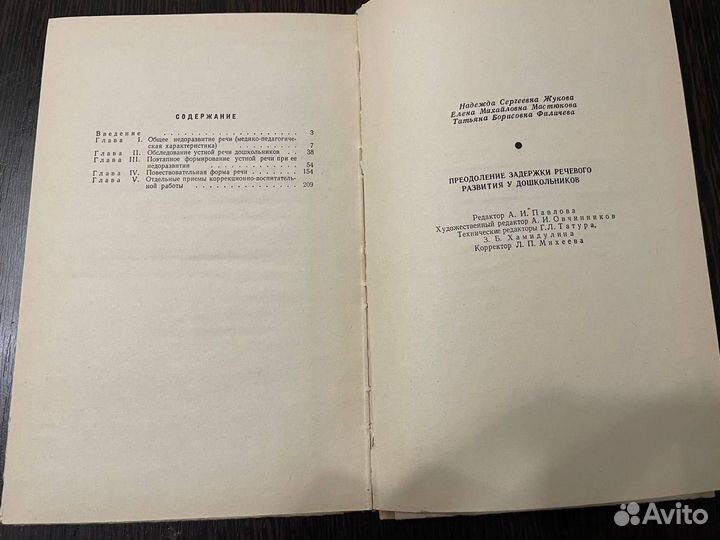 СОДЕРЖАНИЕ
Введение . . . . . . . . . . . . . . . . . . 3
Глава I. Общее недоразвитие речи (медико-педагогиче-
ская характеристика) . . . . . . . . . 7
Глава II. Обследование устной речи дошкольников . . 38
Глава III. Поэтапное формирование устной речи при ее
недоразвитии . . . . . . . . . . . . 54
Глава IV. Повествовательная форма речи . . . . . 154
Глава V. Отдельные приемы коррекционно-воспитатель-
ной работы . . . . . . . . . . . . 209
Надежда Сергеевна Жукова
Елена Михайловна Мастюкова
Татьяна Борисовна Филичева
ПРЕОДОЛЕНИЕ ЗАДЕРЖКИ РЕЧЕВОГО
РАЗВИТИЯ У ДОШКОЛЬНИКОВ
Редактор А. И. Павлова
Художественный редактор А. И. Овчинников
Технические редакторы Г. Л. Татура,
З. Б. Хамидулина
Корректор Л. П. Михеева
Avito